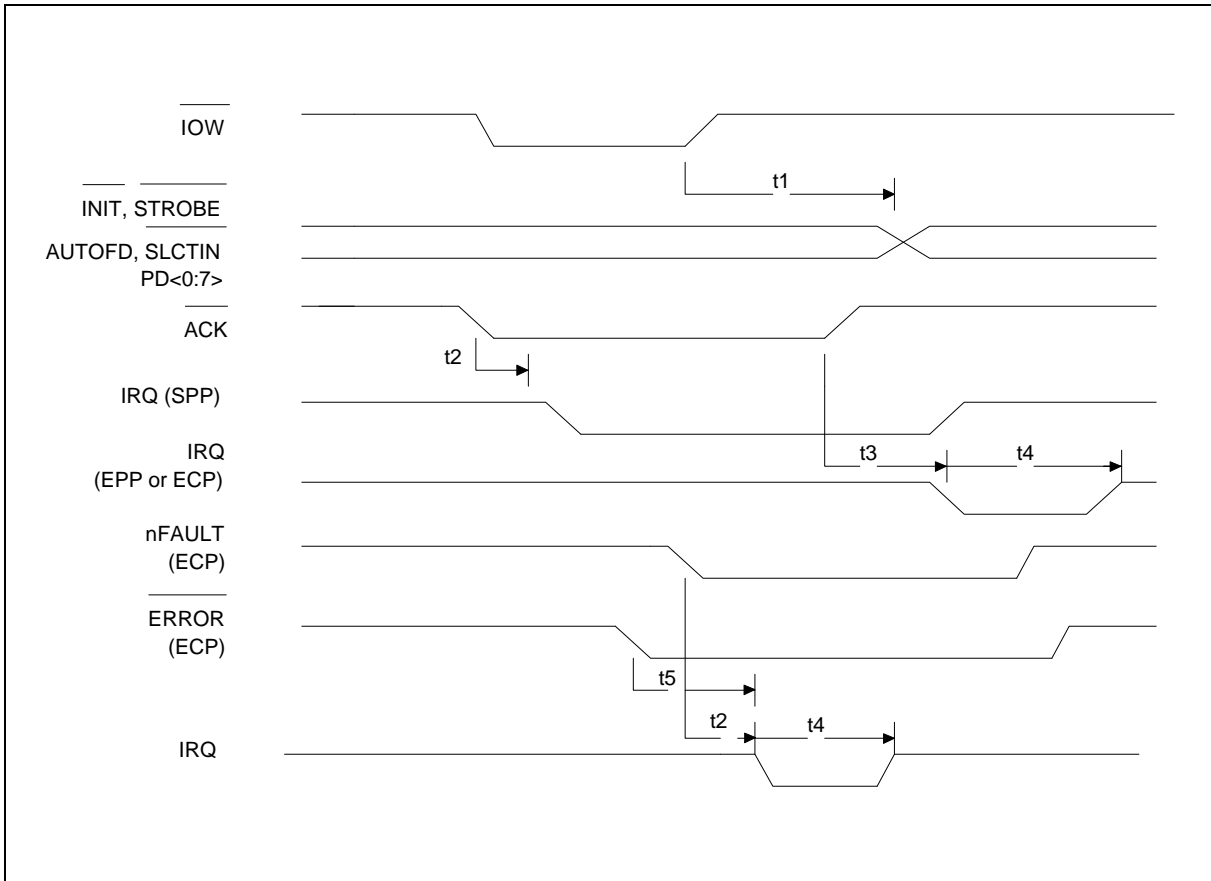 IOW
t1
INIT, STROBE
AUTOFD, SLCTIN
PD<0:7>
ACK
t2
IRQ (SPP)
IRQ
(EPP or ECP)
t3
t4
nFAULT
(ECP)
ERROR
(ECP)
t5
t2
t4
IRQ